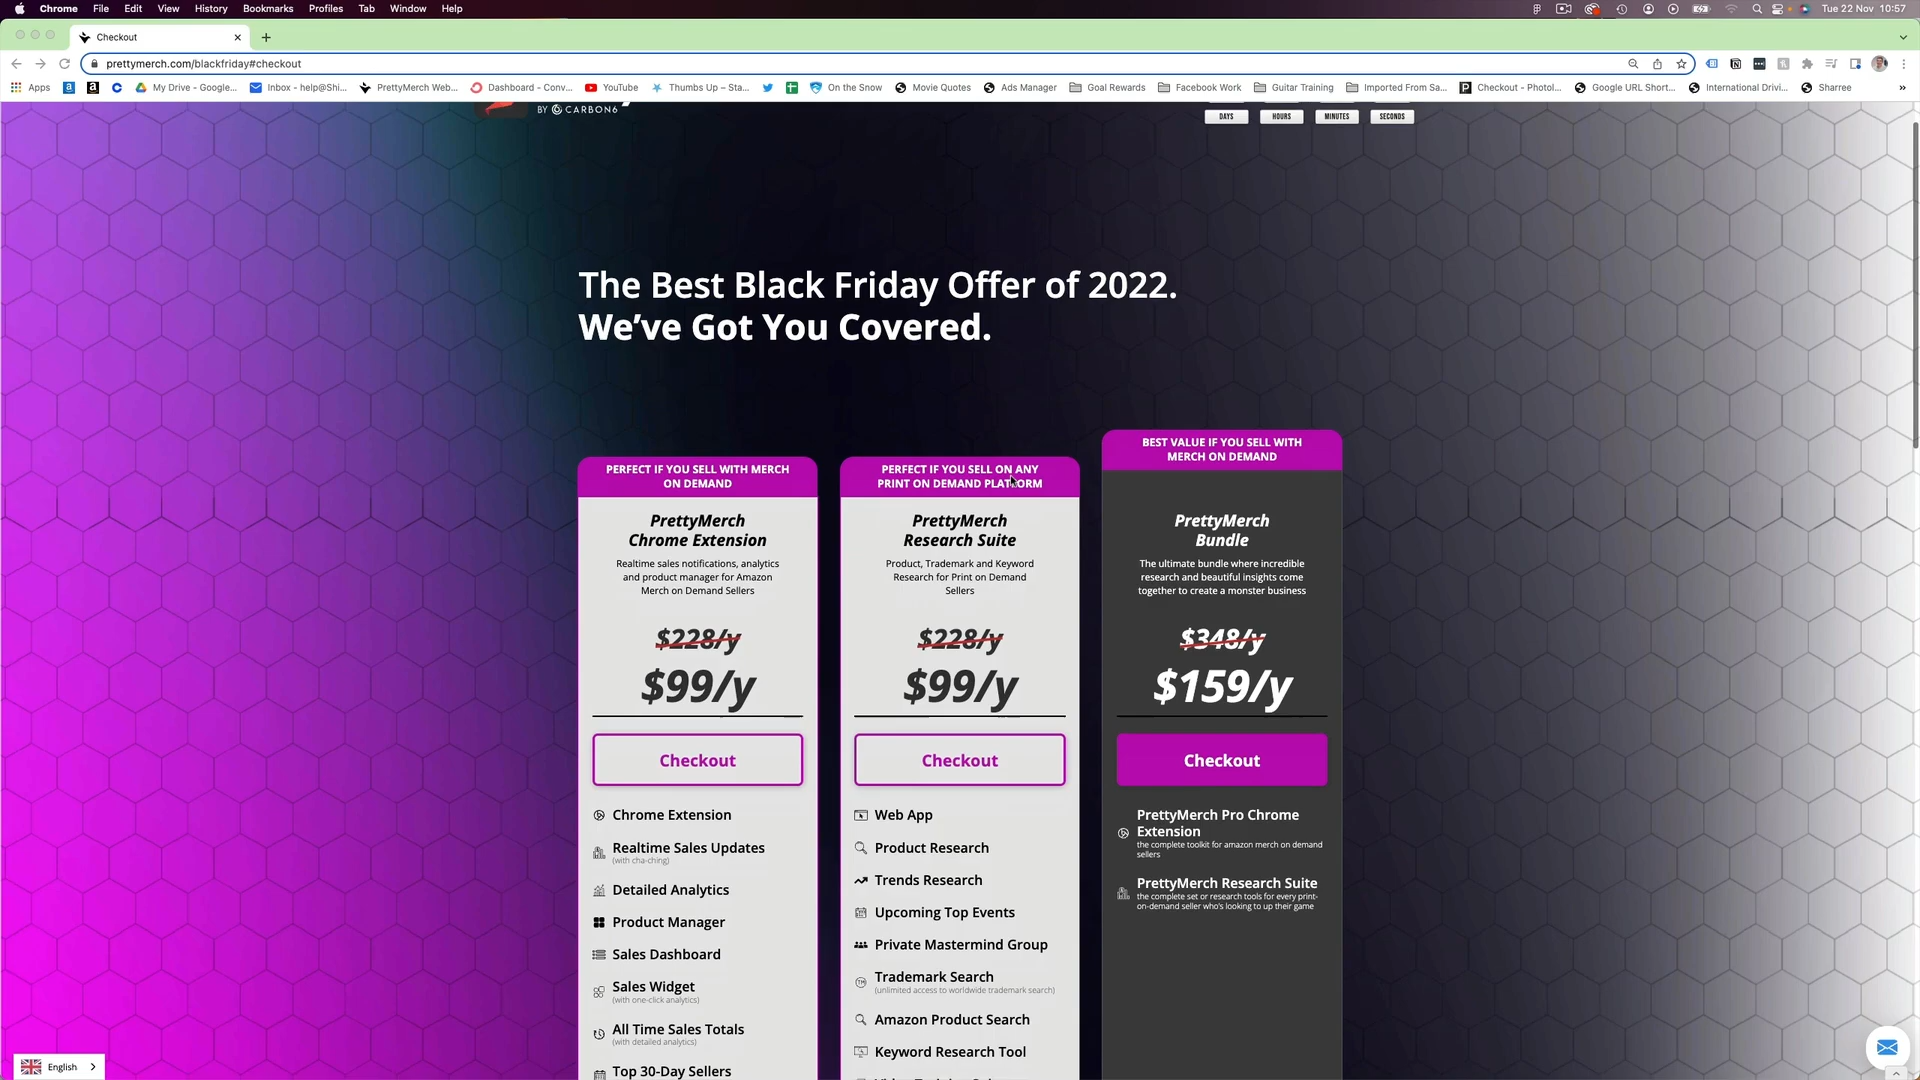 Chrome File Edit View History Bookmarks Profiles Tab Window Help
Tue 22 Nov 10:57
Checkout
prettymerch.com/blackfriday#checkout
Apps
My Drive - Google...
Inbox - help@Shi...
PrettyMerch Web...
Dashboard - Conv...
YouTube
Thumbs Up – Sta...
On the Snow
Movie Quotes
Ads Manager
Goal Rewards
Facebook Work
Guitar Training
Imported From Sa...
Checkout - Photol...
Google URL Short...
International Drivi...
Sharree
BY CARBON6
DAYS HOURS MINUTES SECONDS
The Best Black Friday Offer of 2022.
We've Got You Covered.
PERFECT IF YOU SELL WITH MERCH
ON DEMAND
PrettyMerch
Chrome Extension
Realtime sales notifications, analytics
and product manager for Amazon
Merch on Demand Sellers
$228/y
$99/y
Checkout
Chrome Extension
Realtime Sales Updates
(with cha-ching)
Detailed Analytics
Product Manager
Sales Dashboard
Sales Widget
(with one-click analytics)
All Time Sales Totals
(with detailed analytics)
Top 30-Day Sellers
PERFECT IF YOU SELL ON ANY
PRINT ON DEMAND PLATFORM
PrettyMerch
Research Suite
Product, Trademark and Keyword
Research for Print on Demand
Sellers
$228/y
$99/y
Checkout
Web App
Product Research
Trends Research
Upcoming Top Events
Private Mastermind Group
Trademark Search
(unlimited access to worldwide trademark search)
Amazon Product Search
Keyword Research Tool
BEST VALUE IF YOU SELL WITH
MERCH ON DEMAND
PrettyMerch
Bundle
The ultimate bundle where incredible
research and beautiful insights come
together to create a monster business
$348/y
$159/y
Checkout
PrettyMerch Pro Chrome
Extension
the complete toolkit for amazon merch on demand
sellers
PrettyMerch Research Suite
the complete set or research tools for every print-
on-demand seller who's looking to up their game
English